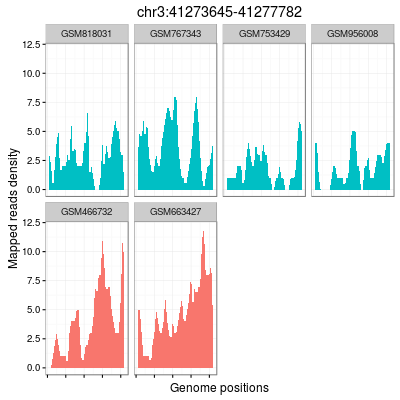 chr3:41273645-41277782
GSM818031 GSM767343 GSM753429 GSM956008
12.5
10.0
7.5
5.0
2.5
0.0
GSM466732 GSM663427
12.5
10.0
7.5
5.0
2.5
0.0
Mapped reads density
Genome positions